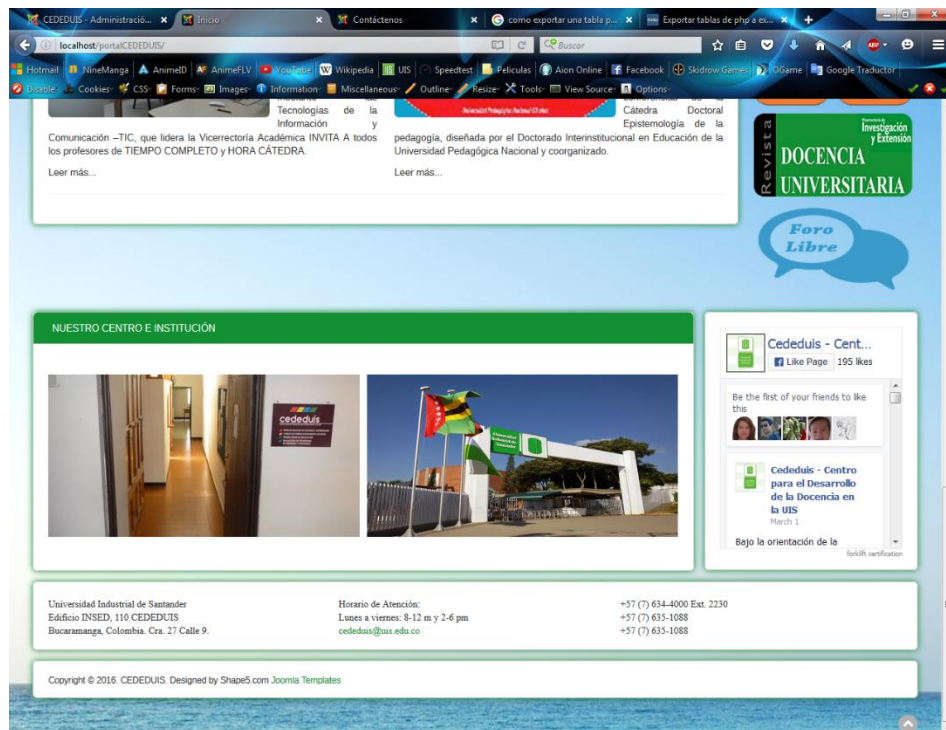 CEDEDUIS - Administració...
Inicio
Contáctenos
como exportar una tabla p...
Exportar tablas de php a ex...
localhost/portalCEDEDUIS/
Buscar
ABP
Hotmail NineManga AnimeID AnimeFLV YouTube Wikipedia UIS Speedtest Peliculas Aion Online Facebook Skidrow Games OGame Google Traductor
Disable Cookies CSS Forms Images Information Miscellaneous Outline Resize Tools View Source Options
Tecnologías de la
Información y
Comunicación –TIC, que lidera la Vicerrectoría Académica INVITA A todos
los profesores de TIEMPO COMPLETO y HORA CÁTEDRA.
Leer más...
conferencias de la
Cátedra Doctoral
Epistemología de la
pedagogía, diseñada por el Doctorado Interinstitucional en Educación de la
Universidad Pedagógica Nacional y coorganizado.
Leer más...
Investigación
y Extensión
Revista
DOCENCIA
UNIVERSITARIA
Foro
Libre
NUESTRO CENTRO E INSTITUCIÓN
cededuis
Universidad
Industrial de
Santander
Cededuis - Cent...
Like Page 195 likes
Be the first of your friends to like
this
Cededuis - Centro
para el Desarrollo
de la Docencia en
la UIS
March 1
Bajo la orientación de la
forklift certification
Universidad Industrial de Santander
Edificio INSED, 110 CEDEDUIS
Bucaramanga, Colombia. Cra. 27 Calle 9.
Horario de Atención:
Lunes a viernes: 8-12 m y 2-6 pm
cededuis@uis.edu.co
+57 (7) 634-4000 Ext. 2230
+57 (7) 635-1088
+57 (7) 635-1088
Copyright © 2016. CEDEDUIS. Designed by Shape5.com Joomla Templates